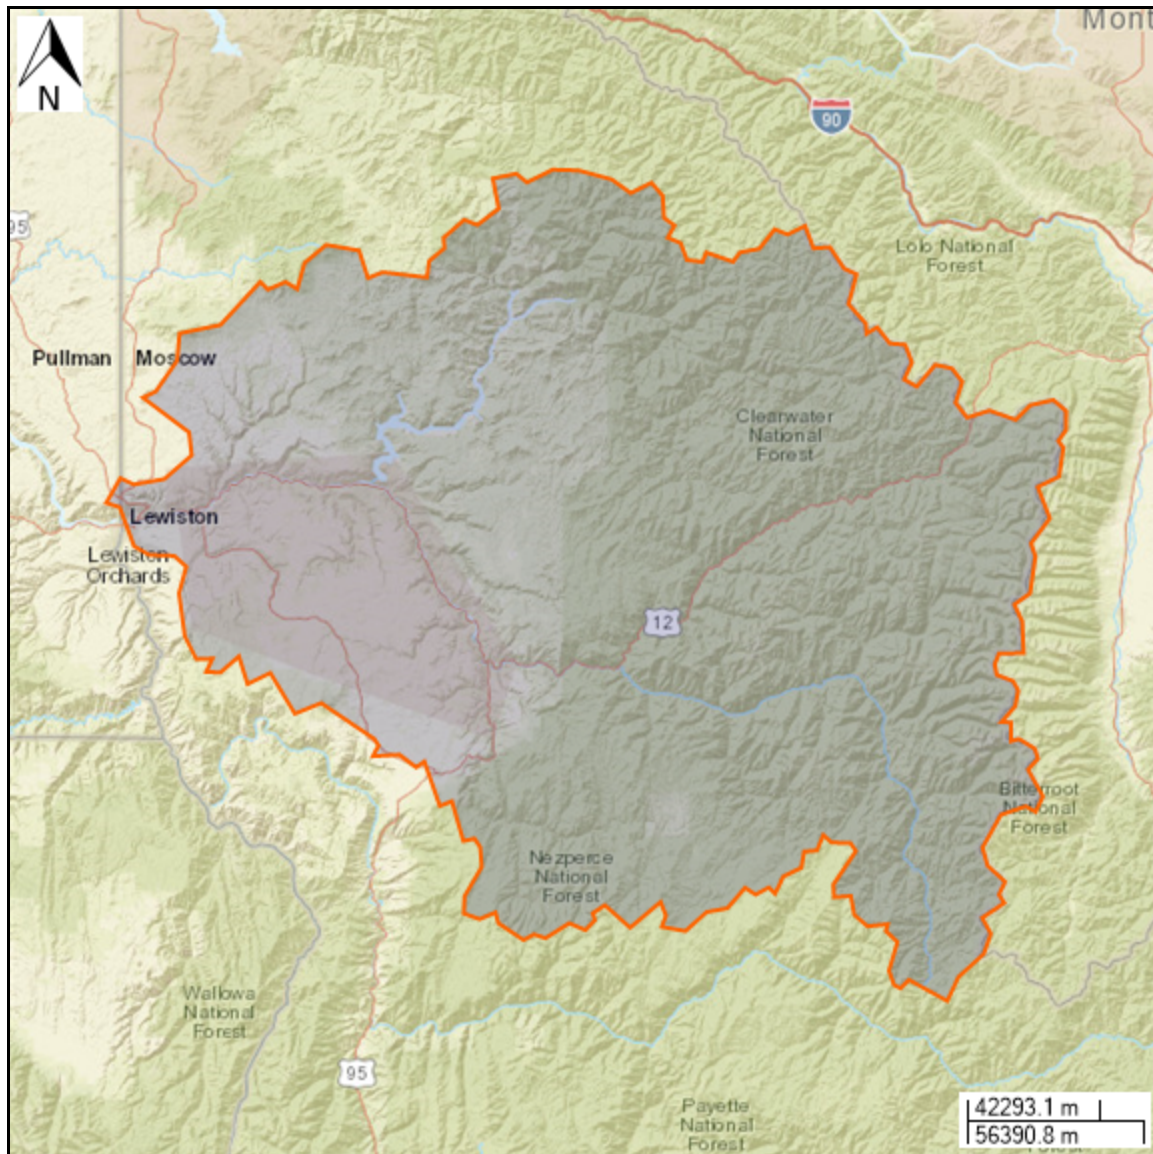 Mont
N
90
95
Lolo National
Forest
Pullman
Moscow
Clearwater
National
Forest
Lewiston
Lewiston
Orchards
12
Bitterroot
National
Forest
Nezperce
National
Forest
Wallowa
National
Forest
95
Payette
National
Forest
42293.1 m
56390.8 m